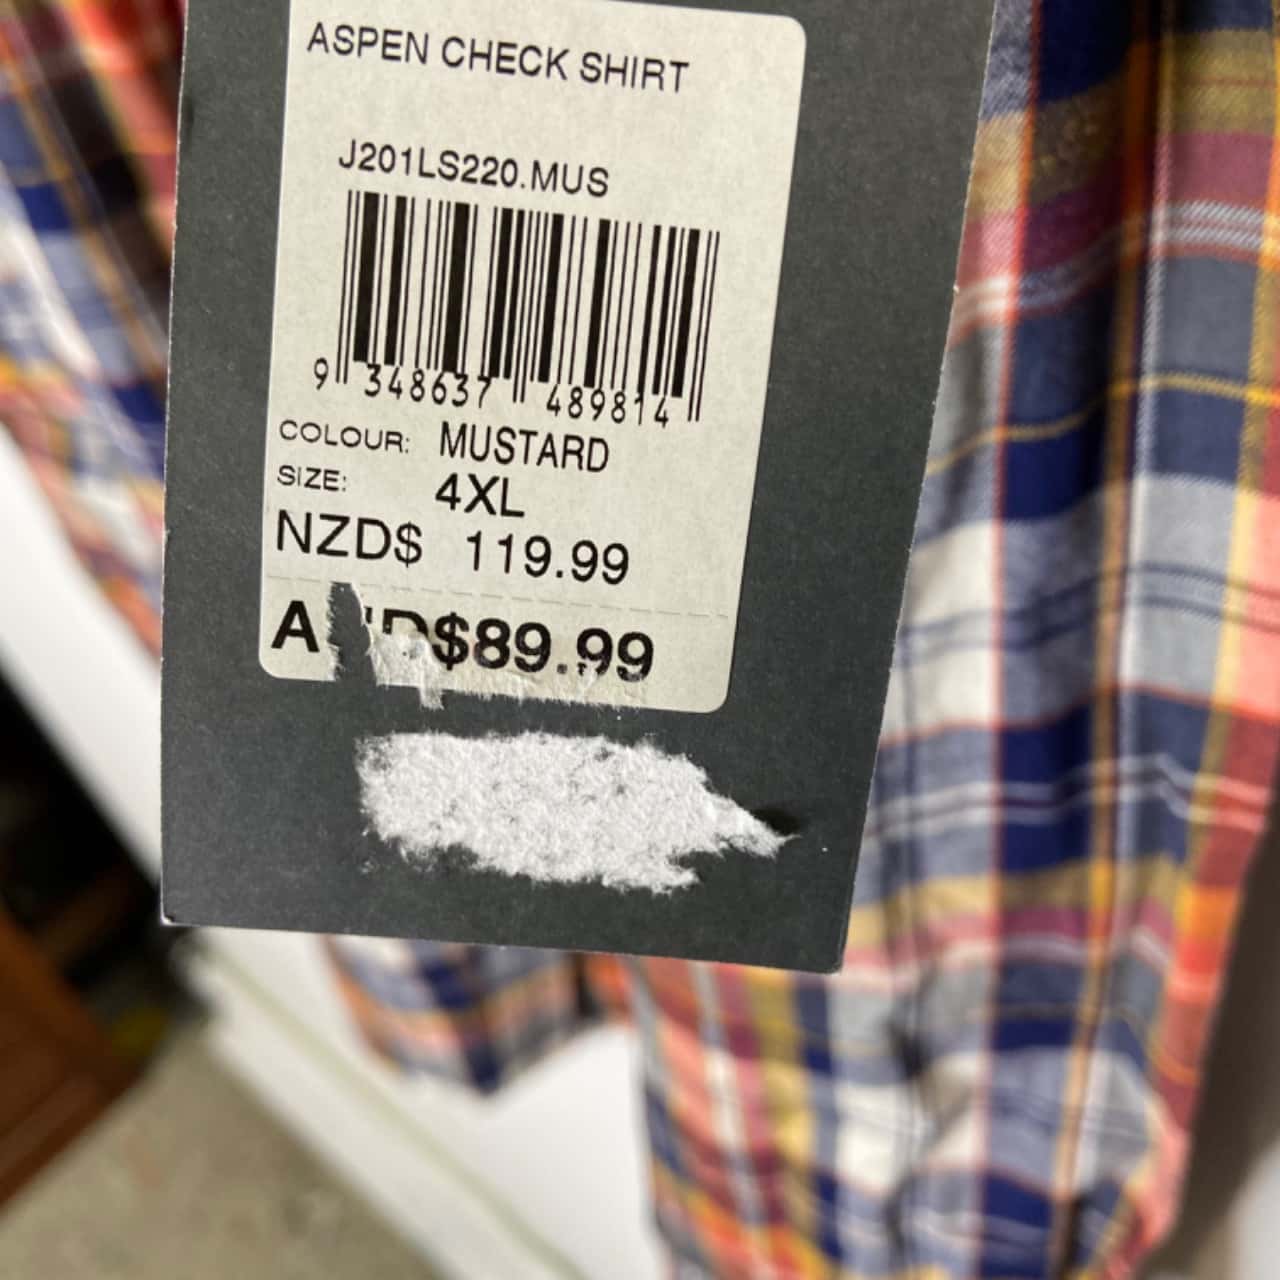 ASPEN CHECK SHIRT
J201LS220.MUS
9 348637 489814
COLOUR: MUSTARD
SIZE: 4XL
NZD$ 119.99
$89.99